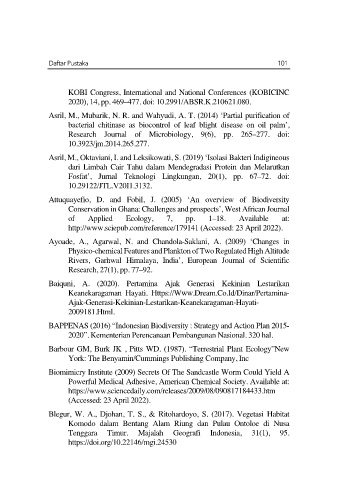 Daftar Pustaka 101
KOBI Congress, International and National Conferences (KOBICINC
2020), 14, pp. 469–477. doi: 10.2991/ABSR.K.210621.080.
Asril, M., Mubarik, N. R. and Wahyudi, A. T. (2014) ‘Partial purification of
bacterial chitinase as biocontrol of leaf blight disease on oil palm’,
Research Journal of Microbiology, 9(6), pp. 265–277. doi:
10.3923/jm.2014.265.277.
Asril, M., Oktaviani, I. and Leksikowati, S. (2019) ‘Isolasi Bakteri Indigineous
dari Limbah Cair Tahu dalam Mendegradasi Protein dan Melarutkan
Fosfat’, Jurnal Teknologi Lingkungan, 20(1), pp. 67–72. doi:
10.29122/JTL.V20I1.3132.
Attuquayefio, D. and Fobil, J. (2005) ‘An overview of Biodiversity
Conservation in Ghana: Challenges and prospects’, West African Journal
of Applied Ecology, 7, pp. 1–18. Available at:
http://www.sciepub.com/reference/179141 (Accessed: 23 April 2022).
Ayoade, A., Agarwal, N. and Chandola-Saklani, A. (2009) ‘Changes in
Physico-chemical Features and Plankton of Two Regulated High Altitude
Rivers, Garhwal Himalaya, India’, European Journal of Scientific
Research, 27(1), pp. 77–92.
Baiquni, A. (2020). Pertamina Ajak Generasi Kekinian Lestarikan
Keanekaragaman Hayati. Https://Www.Dream.Co.Id/Dinar/Pertamina-
Ajak-Generasi-Kekinian-Lestarikan-Keanekaragaman-Hayati-
2009181.Html.
BAPPENAS (2016) “Indonesian Biodiversity : Strategy and Action Plan 2015-
2020”. Kementerian Perencanaan Pembangunan Nasional. 320 hal.
Barbour GM, Burk JK , Pitts WD. (1987). “Terrestrial Plant Ecology”New
York: The Benyamin/Cummings Publishing Company, Inc
Biomimicry Institute (2009) Secrets Of The Sandcastle Worm Could Yield A
Powerful Medical Adhesive, American Chemical Society. Available at:
https://www.sciencedaily.com/releases/2009/08/090817184433.htm
(Accessed: 23 April 2022).
Blegur, W. A., Djohan, T. S., & Ritohardoyo, S. (2017). Vegetasi Habitat
Komodo dalam Bentang Alam Riung dan Pulau Ontoloe di Nusa
Tenggara Timur. Majalah Geografi Indonesia, 31(1), 95.
https://doi.org/10.22146/mgi.24530